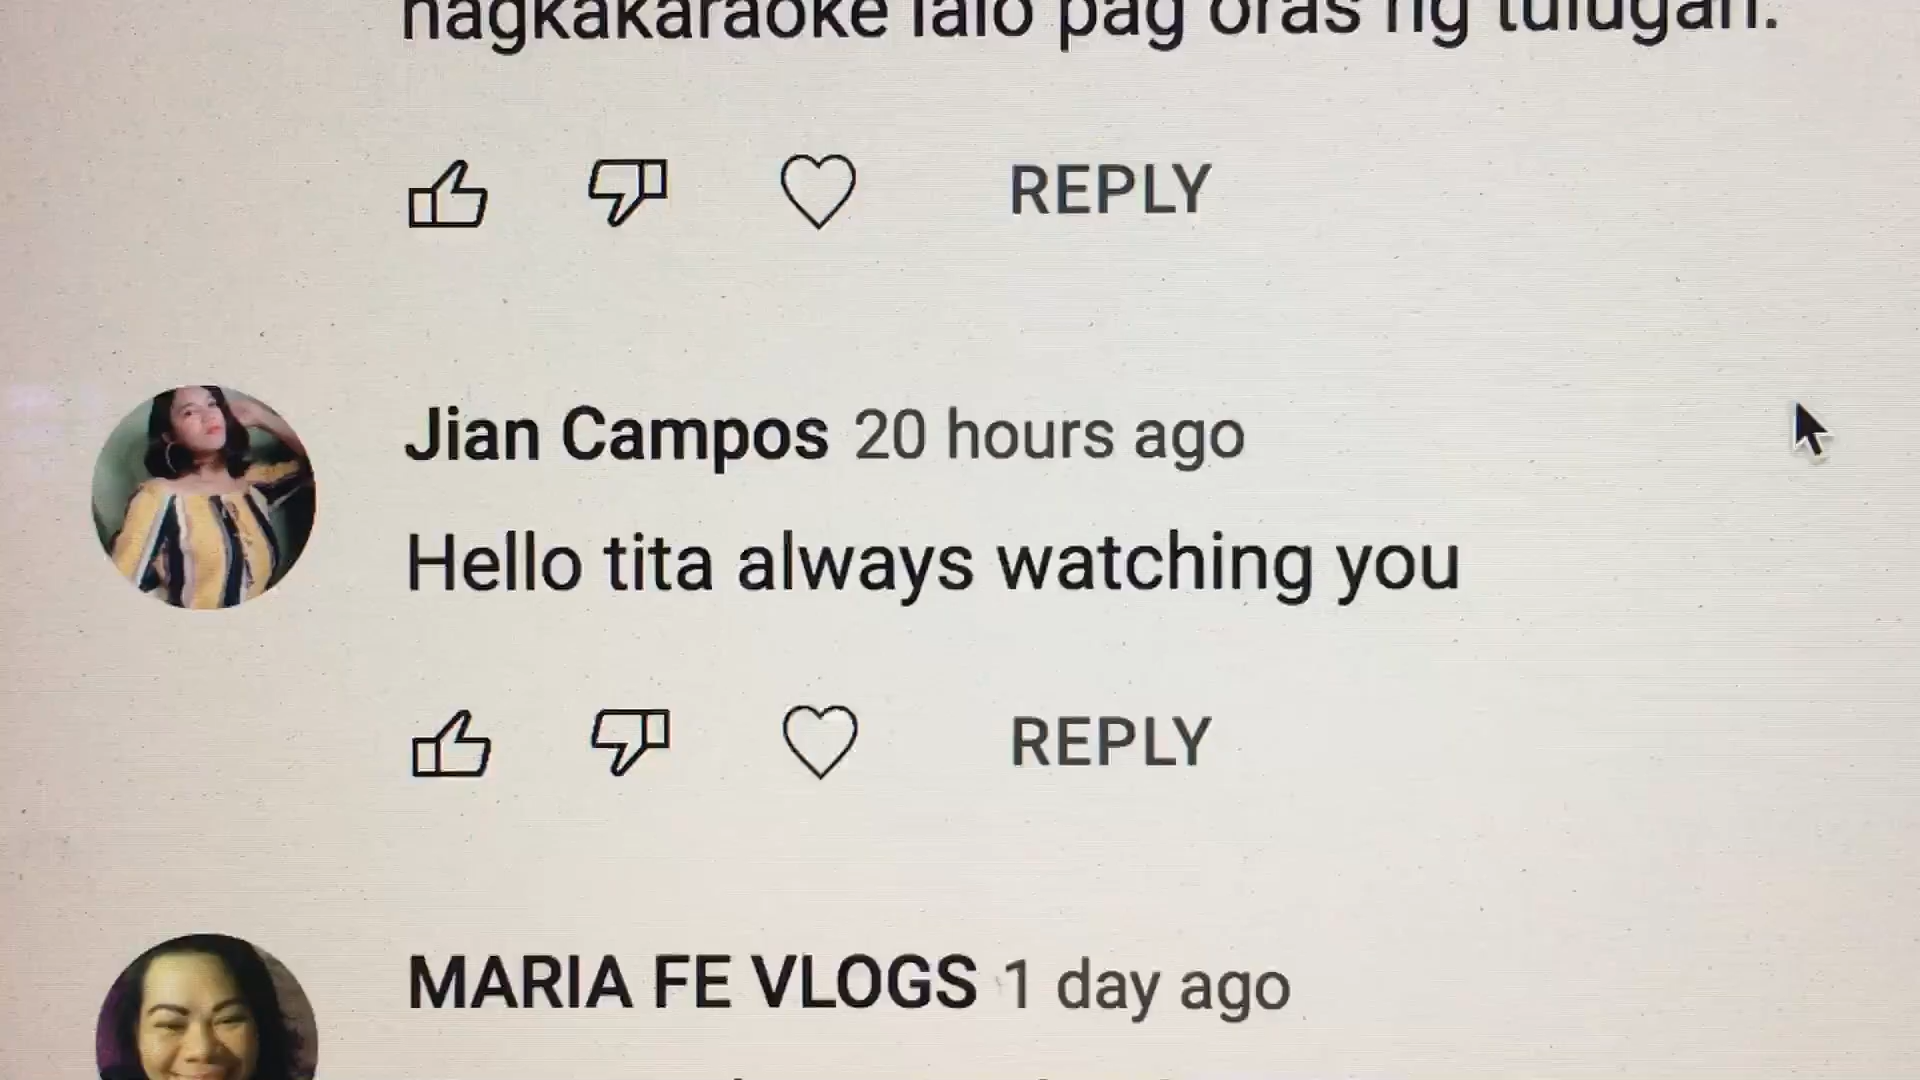 nagkakaraoke lalo pag oras ng tulugan.
REPLY
Jian Campos 20 hours ago
Hello tita always watching you
REPLY
MARIA FE VLOGS 1 day ago